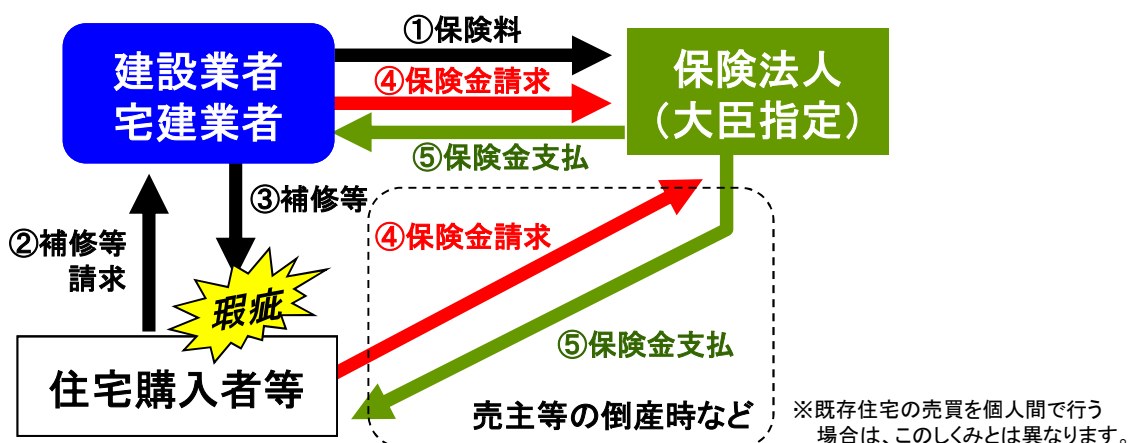 ①保険料
建設業者
宅建業者
④保険金請求
保険法人
（大臣指定）
⑤保険金支払
③補修等
②補修等
請求
④保険金請求
瑕疵
⑤保険金支払
住宅購入者等
売主等の倒産時など
※既存住宅の売買を個人間で行う
場合は、このしくみとは異なります。